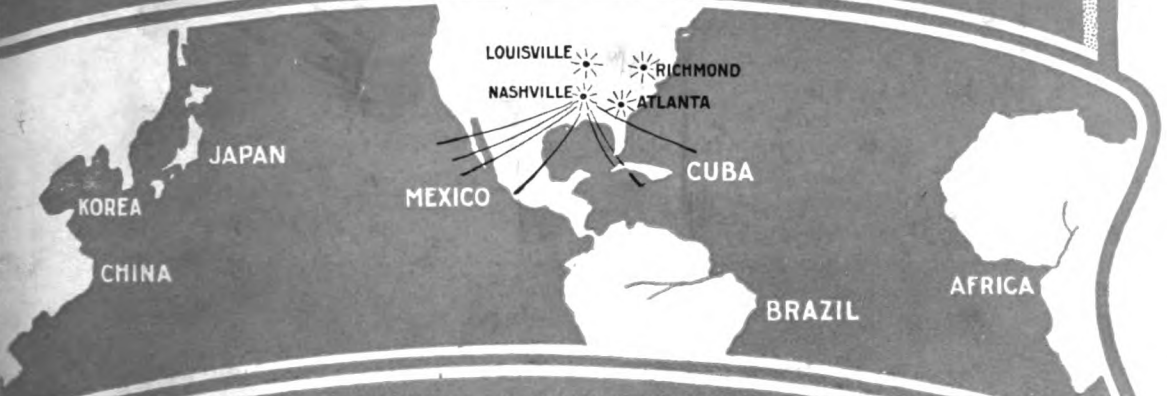 LOUISVILLE
RICHMOND
NASHVILLE
ATLANTA
JAPAN
CUBA
MEXICO
KOREA
CHINA
AFRICA
BRAZIL